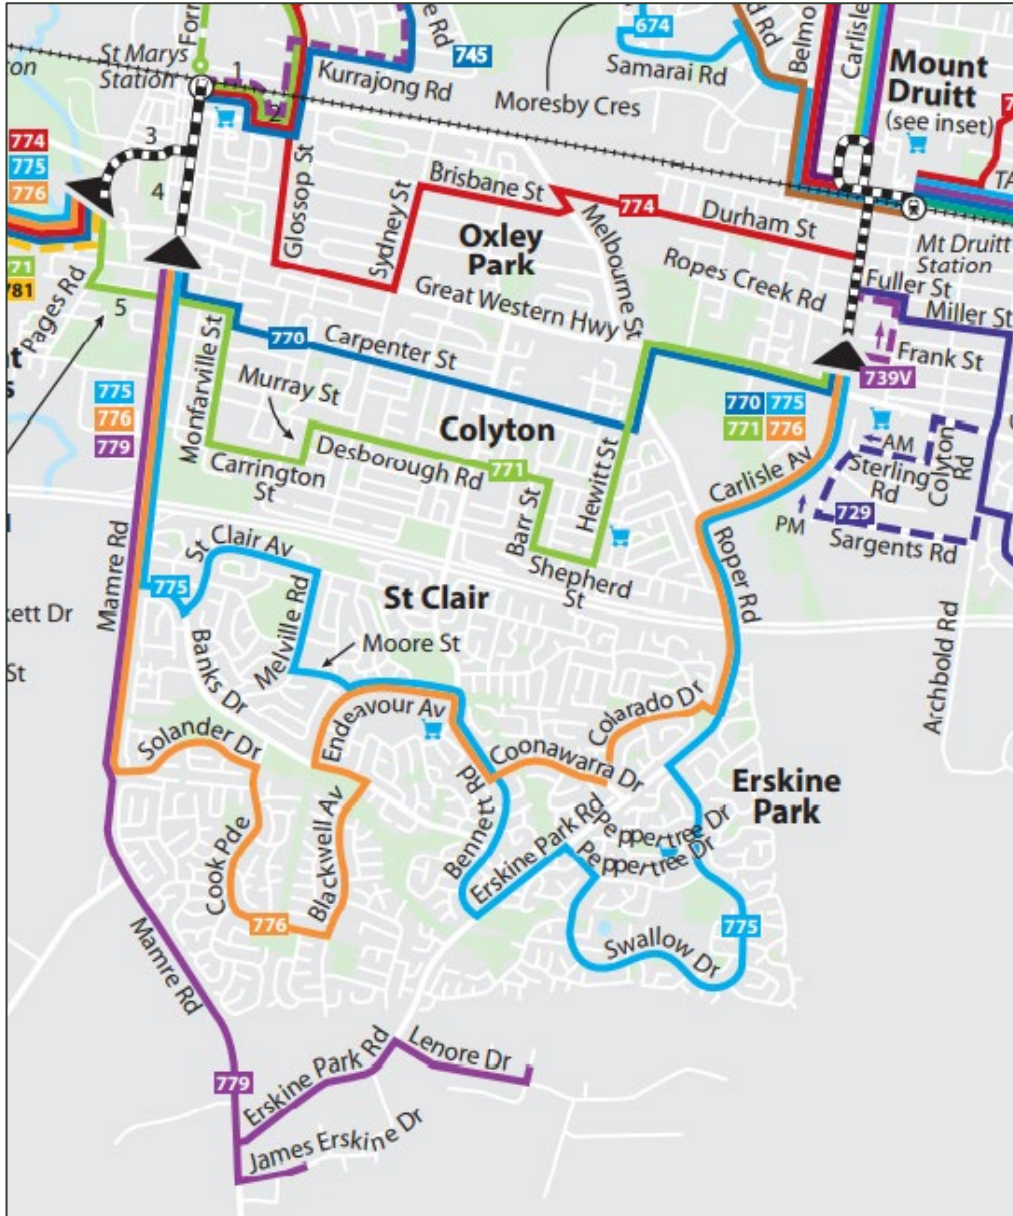 674
Samarai Rd
745
Kurrajong Rd
Moresby Cres
St Marys
Station
Carlisle
Mount
Druitt
(see inset)
1
2
3
4
774
775
776
Glossop St
Sydney St
Brisbane St
774
Durham St
Oxley
Park
Melbourne St
Great Western Hwy
Ropes Creek Rd
Mt Druitt
Station
Fuller St
Miller St
Frank St
739V
781
Pages Rd
5
770
Carpenter St
Monfarville St
Murray St
775
776
779
Colyton
Carrington
St
Desborough Rd
771
Barr St
Hewitt St
Shepherd
St
770
775
771
776
Carlisle Av
AM
Sterling
Rd
Colyton
Rd
PM
729
Sargents Rd
Roper Rd
Archbold Rd
Mamre Rd
775
St Clair Av
Melville Rd
St Clair
Moore St
Banks Dr
Endeavour Av
Solander Dr
Cook Pde
776
Blackwell Av
Bennett Rd
Coonawarra Dr
Colarado Dr
Erskine
Park
Erskine Park Rd
Peppertree Dr
Peppertree Dr
775
Swallow Dr
Mamre Rd
779
Erskine Park Rd
Lenore Dr
James Erskine Dr